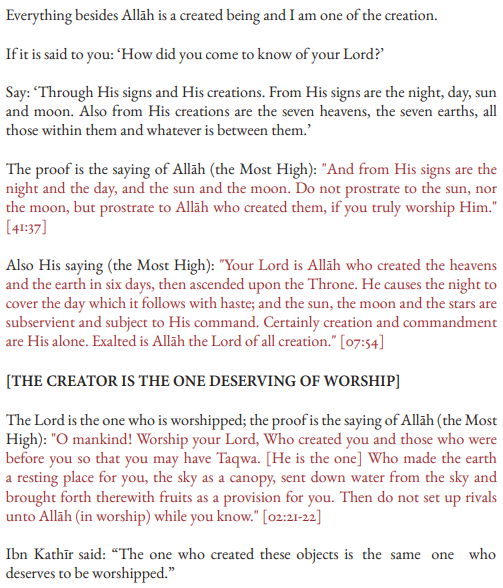 Everything besides Allāh is a created being and I am one of the creation.
If it is said to you: ‘How did you come to know of your Lord?’
Say: ‘Through His signs and His creations. From His signs are the night, day, sun
and moon. Also from His creations are the seven heavens, the seven earths, all
those within them and whatever is between them.’
The proof is the saying of Allāh (the Most High): "And from His signs are the
night and the day, and the sun and the moon. Do not prostrate to the sun, nor
the moon, but prostrate to Allāh who created them, if you truly worship Him."
[41:37]
Also His saying (the Most High): "Your Lord is Allāh who created the heavens
and the earth in six days, then ascended upon the Throne. He causes the night to
cover the day which it follows with haste; and the sun, the moon and the stars are
subservient and subject to His command. Certainly creation and commandment
are His alone. Exalted is Allāh the Lord of all creation." [07:54]
[THE CREATOR IS THE ONE DESERVING OF WORSHIP]
The Lord is the one who is worshipped; the proof is the saying of Allāh (the Most
High): "O mankind! Worship your Lord, Who created you and those who were
before you so that you may have Taqwa. [He is the one] Who made the earth
a resting place for you, the sky as a canopy, sent down water from the sky and
brought forth therewith fruits as a provision for you. Then do not set up rivals
unto Allāh (in worship) while you know." [02:21-22]
Ibn Kathīr said: “The one who created these objects is the same one who
deserves to be worshipped.”